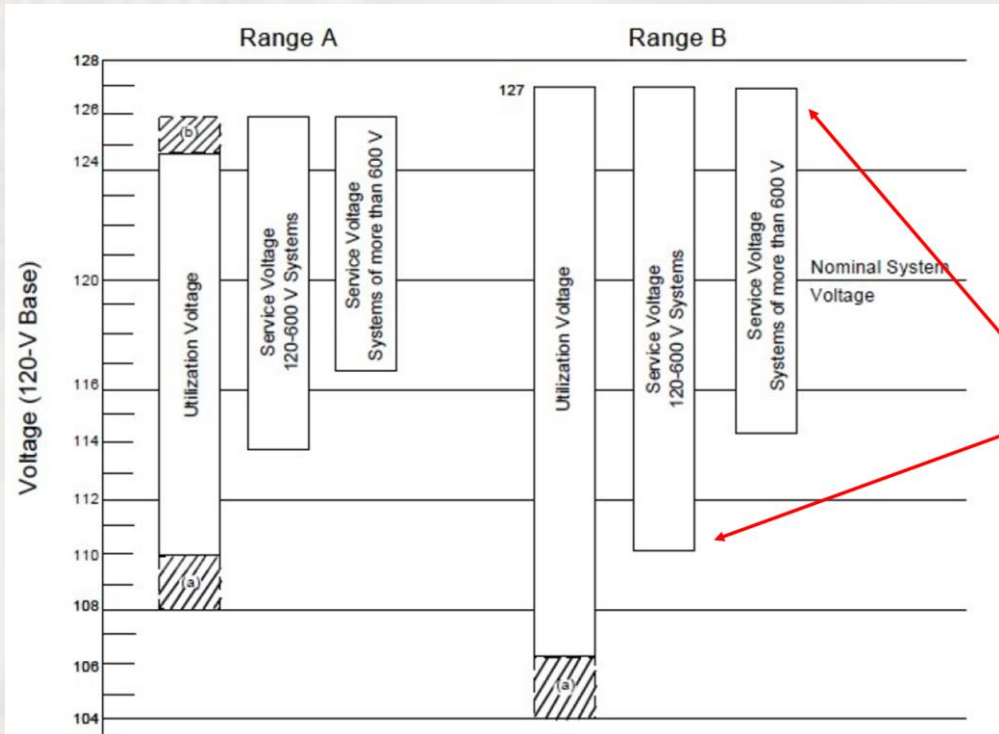 Range A
Range B
128
126
124
120
116
114
112
110
108
106
104
Voltage (120-V Base)
(b)
Utilization Voltage
(a)
Service Voltage
120-600 V Systems
Service Voltage
Systems of more than 600 V
127
Utilization Voltage
(a)
Service Voltage
120-600 V Systems
Service Voltage
Systems of more than 600 V
Nominal System
Voltage